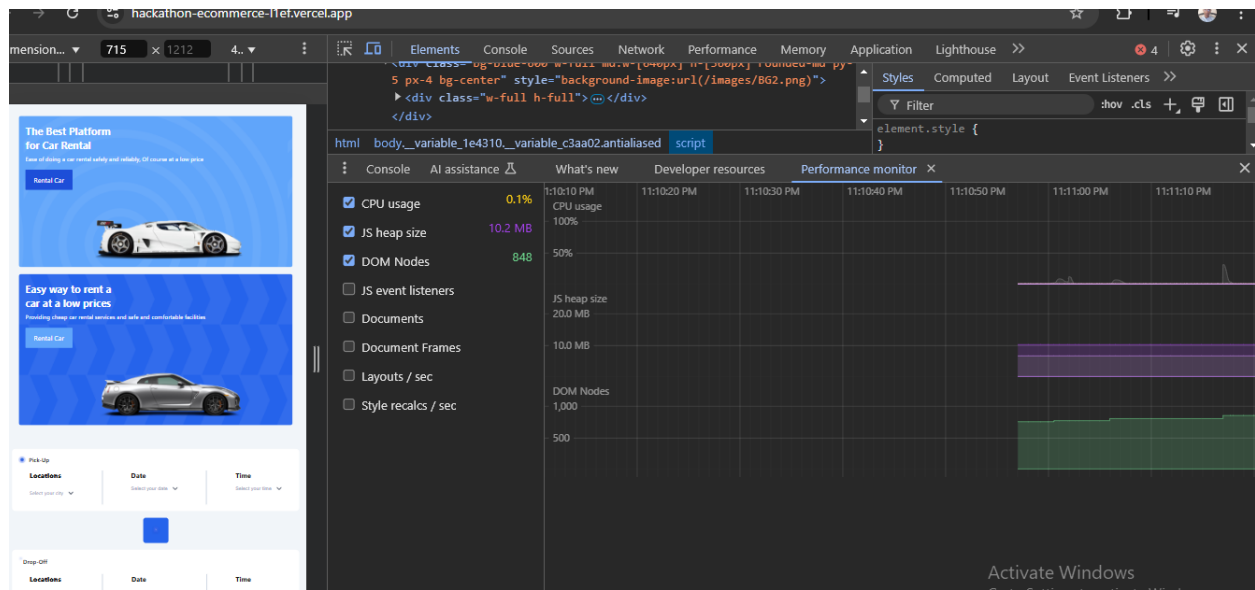 hackathon-ecommerce-l1ef.vercel.app
mension... ▼ 715 × 1212 4.. ▼
Elements Console Sources Network Performance Memory Application Lighthouse 4
5 px-4 bg-center" style="background-image:url(/images/BG2.png)">
<div class="w-full h-full"> … </div>
</div>
html body.__variable_1e4310.__variable_c3aa02.antialiased script
Styles Computed Layout Event Listeners
Filter :hov .cls
element.style {
}
Console AI assistance What's new Developer resources Performance monitor
CPU usage 0.1%
JS heap size 10.2 MB
DOM Nodes 848
JS event listeners
Documents
Document Frames
Layouts / sec
Style recalcs / sec
1:10:10 PM 11:10:20 PM 11:10:30 PM 11:10:40 PM 11:10:50 PM 11:11:00 PM 11:11:10 PM
CPU usage
100%
50%
JS heap size
20.0 MB
10.0 MB
DOM Nodes
1,000
500
The Best Platform
for Car Rental
Ease of doing a car rental safely and reliably. Of course at a low price
Rental Car
Easy way to rent a
car at a low prices
Providing cheap car rental services and safe and comfortable facilities
Rental Car
Pick-Up
Locations Date Time
Select your city Select your date Select your time
Drop-Off
Locations Date Time
Activate Windows